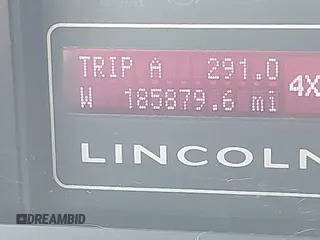 TRIP A 291.0
4X
W 185879.6 mi
LINCOLN
DREAMBID